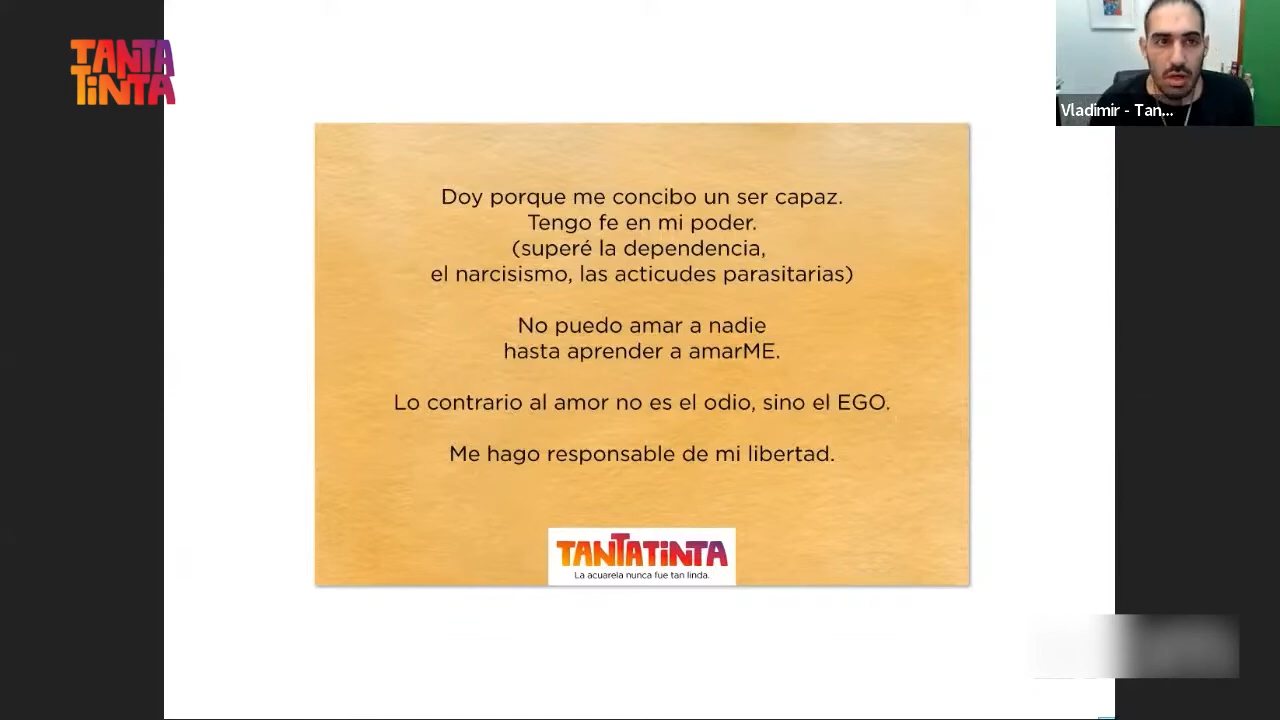 TANTA
TiNTA
Vladimir - Tan...
Doy porque me concibo un ser capaz.
Tengo fe en mi poder.
(superé la dependencia,
el narcisismo, las acticudes parasitarias)
No puedo amar a nadie
hasta aprender a amarME.
Lo contrario al amor no es el odio, sino el EGO.
Me hago responsable de mi libertad.
TANTATiNTA
La acuarela nunca fue tan linda.